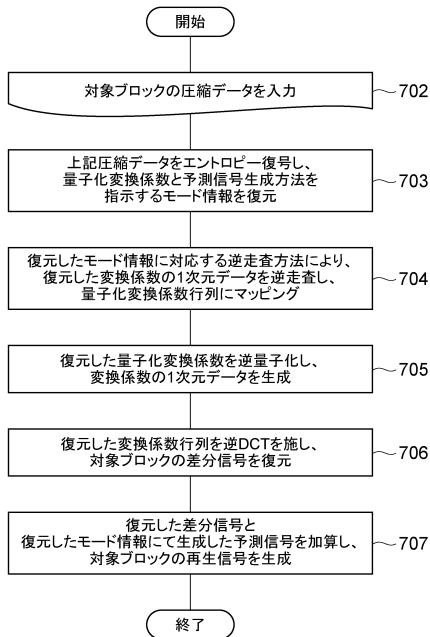 開始
対象ブロックの圧縮データを入力
702
上記圧縮データをエントロピー復号し、
量子化変換係数と予測信号生成方法を
指示するモード情報を復元
703
復元したモード情報に対応する逆走査方法により、
復元した変換係数の1次元データを逆走査し、
量子化変換係数行列にマッピング
704
復元した量子化変換係数を逆量子化し、
変換係数の1次元データを生成
705
復元した変換係数行列を逆DCTを施し、
対象ブロックの差分信号を復元
706
復元した差分信号と
復元したモード情報にて生成した予測信号を加算し、
対象ブロックの再生信号を生成
707
終了